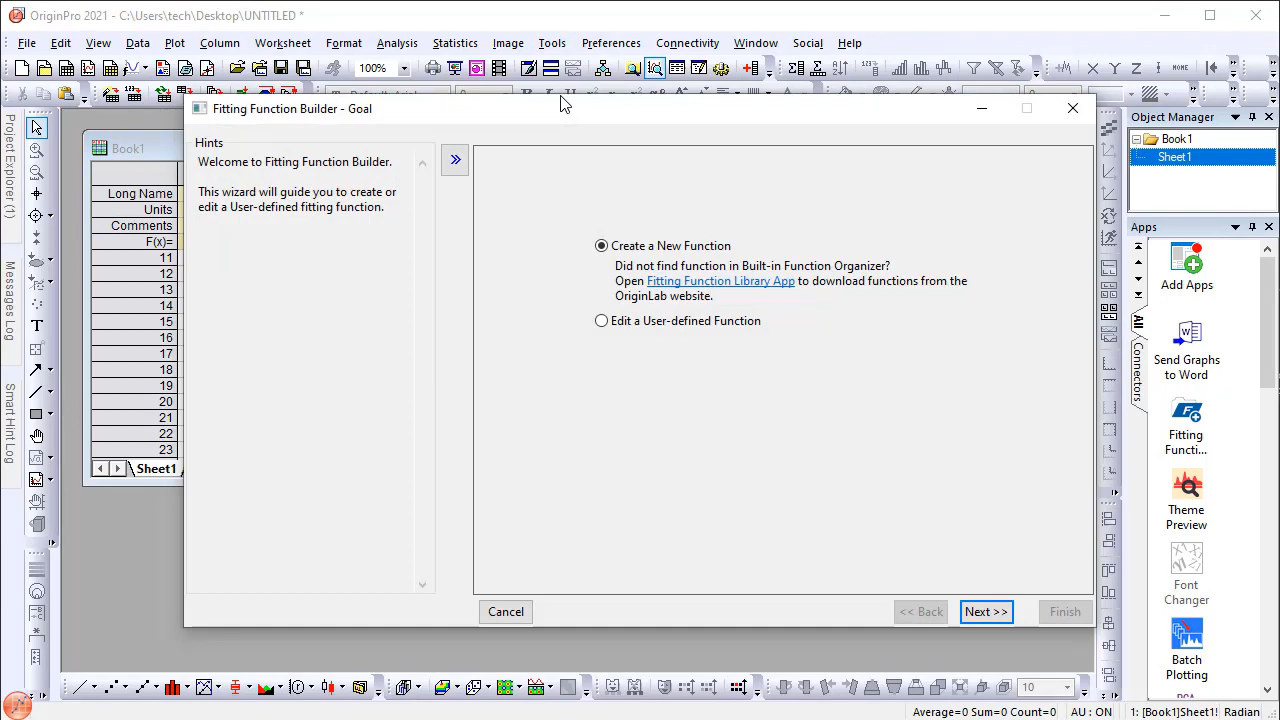 OriginPro 2021 - C:\Users\tech\Desktop\UNTITLED *
File Edit View Data Plot Column Worksheet Format Analysis Statistics Image Tools Preferences Connectivity Window Social Help
100%
Fitting Function Builder - Goal
Project Explorer (1)
Messages Log
Smart Hint Log
Book1
Long Name
Units
Comments
F(x)=
11
12
13
14
15
16
17
18
19
20
21
22
23
Sheet1
Hints
Welcome to Fitting Function Builder.
This wizard will guide you to create or
edit a User-defined fitting function.
Create a New Function
Did not find function in Built-in Function Organizer?
Open Fitting Function Library App to download functions from the
OriginLab website.
Edit a User-defined Function
Cancel
<< Back
Next >>
Finish
Object Manager
Book1
Sheet1
Apps
All
Connectors
Add Apps
Send Graphs
to Word
Fitting
Functi...
Theme
Preview
Font
Changer
Batch
Plotting
10
Average=0 Sum=0 Count=0 AU : ON 1: [Book1]Sheet1! Radian